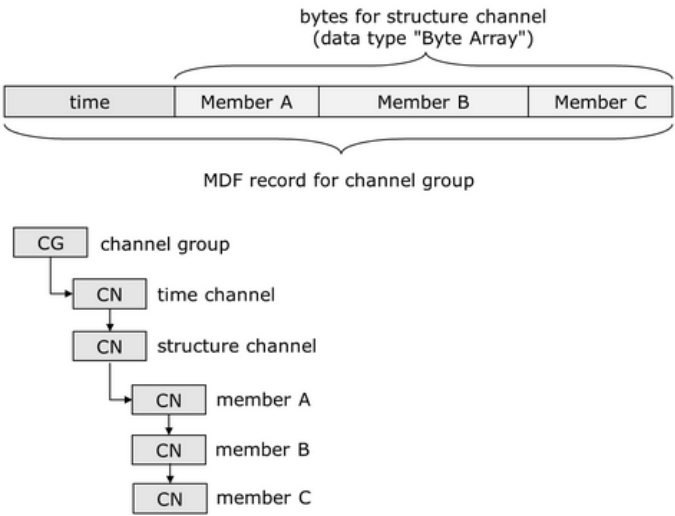 bytes for structure channel
(data type "Byte Array")
time Member A Member B Member C
MDF record for channel group
CG channel group
CN time channel
CN structure channel
CN member A
CN member B
CN member C